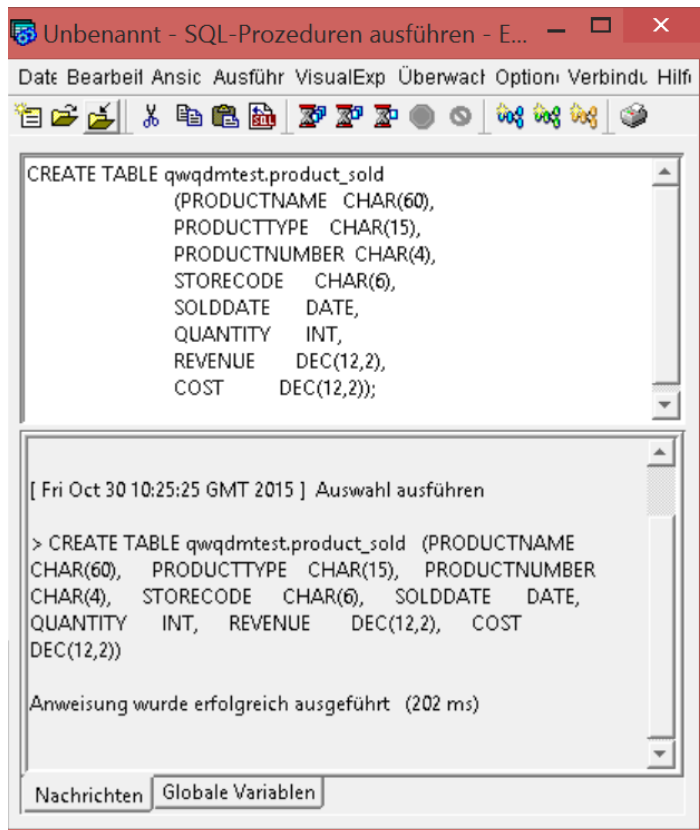 Unbenannt - SQL-Prozeduren ausführen - E...
Date Bearbeit Ansic Ausführ VisualExp Überwach Option Verbindu Hilfe
CREATE TABLE qwqdmtest.product_sold
(PRODUCTNAME CHAR(60),
PRODUCTTYPE CHAR(15),
PRODUCTNUMBER CHAR(4),
STORECODE CHAR(6),
SOLDDATE DATE,
QUANTITY INT,
REVENUE DEC(12,2),
COST DEC(12,2));
[ Fri Oct 30 10:25:25 GMT 2015 ] Auswahl ausführen
> CREATE TABLE qwqdmtest.product_sold (PRODUCTNAME
CHAR(60), PRODUCTTYPE CHAR(15), PRODUCTNUMBER
CHAR(4), STORECODE CHAR(6), SOLDDATE DATE,
QUANTITY INT, REVENUE DEC(12,2), COST
DEC(12,2))
Anweisung wurde erfolgreich ausgeführt (202 ms)
Nachrichten Globale Variablen